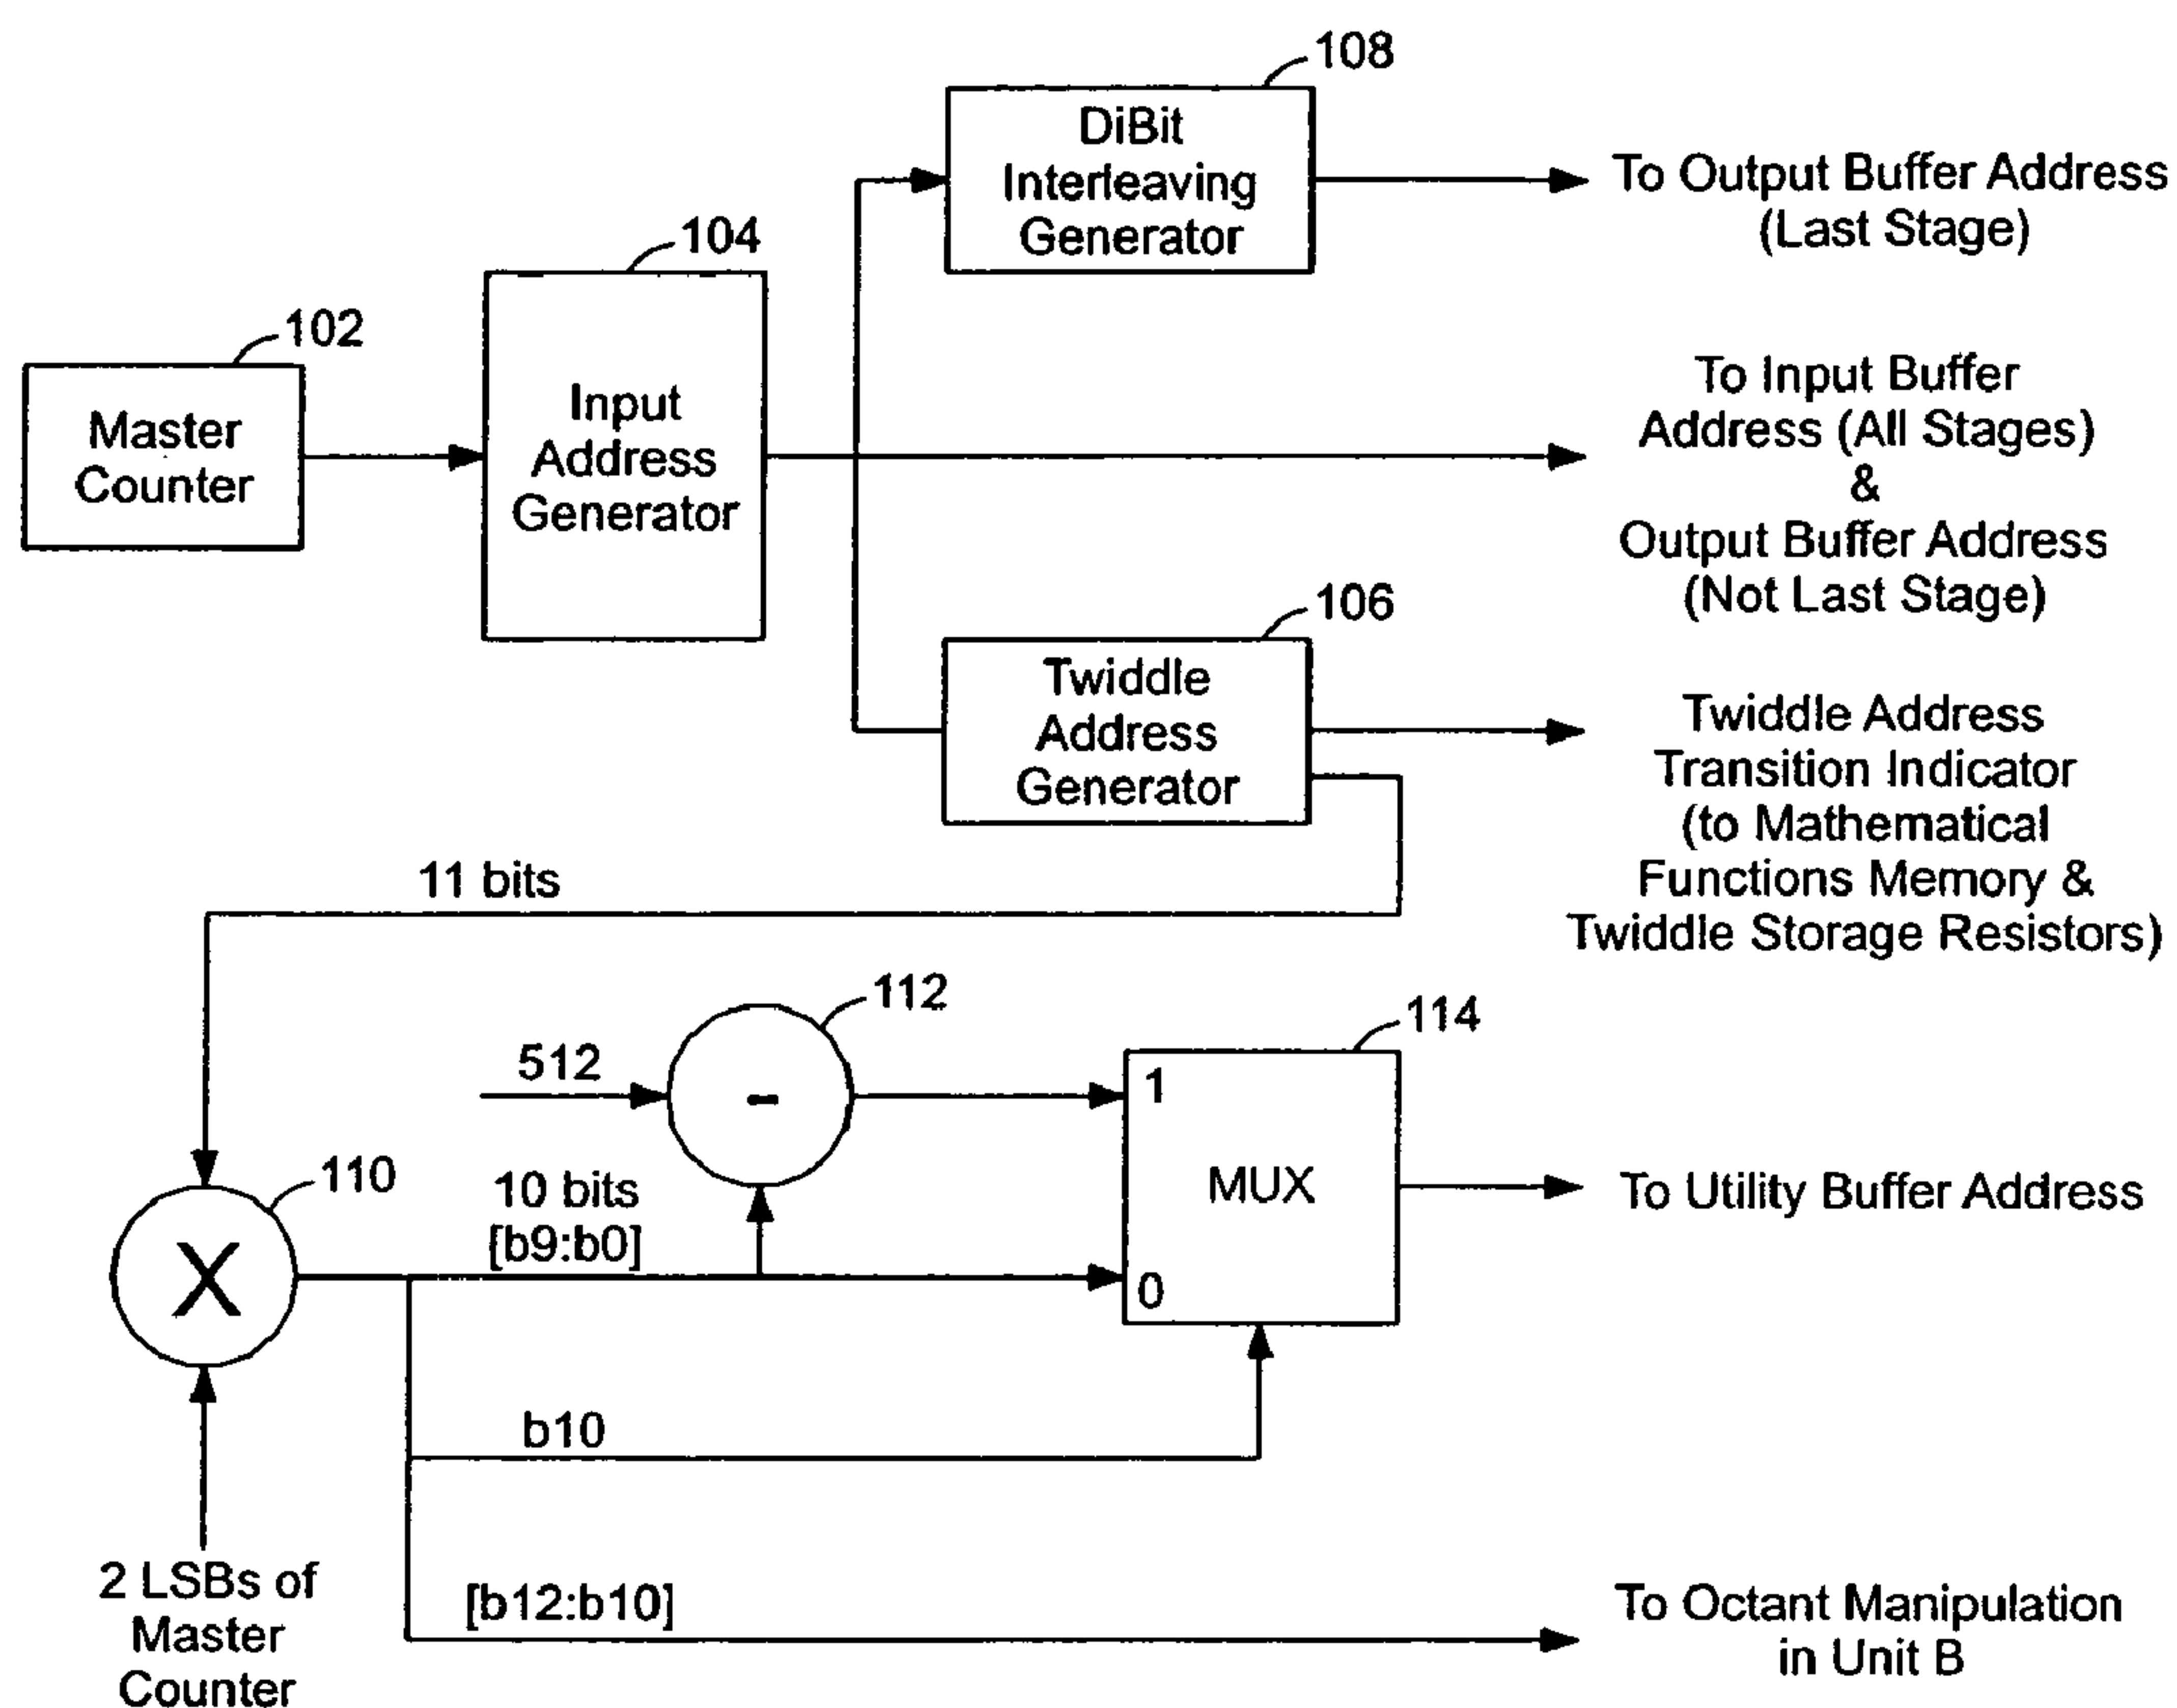 108
DiBit
Interleaving
Generator
To Output Buffer Address
(Last Stage)
104
102
Master
Counter
Input
Address
Generator
To Input Buffer
Address (All Stages)
&
Output Buffer Address
(Not Last Stage)
106
Twiddle
Address
Generator
Twiddle Address
Transition Indicator
(to Mathematical
Functions Memory &
Twiddle Storage Resistors)
11 bits
112
512
-
114
1
MUX
0
To Utility Buffer Address
110
X
10 bits
[b9:b0]
b10
2 LSBs of
Master
Counter
[b12:b10]
To Octant Manipulation
in Unit B